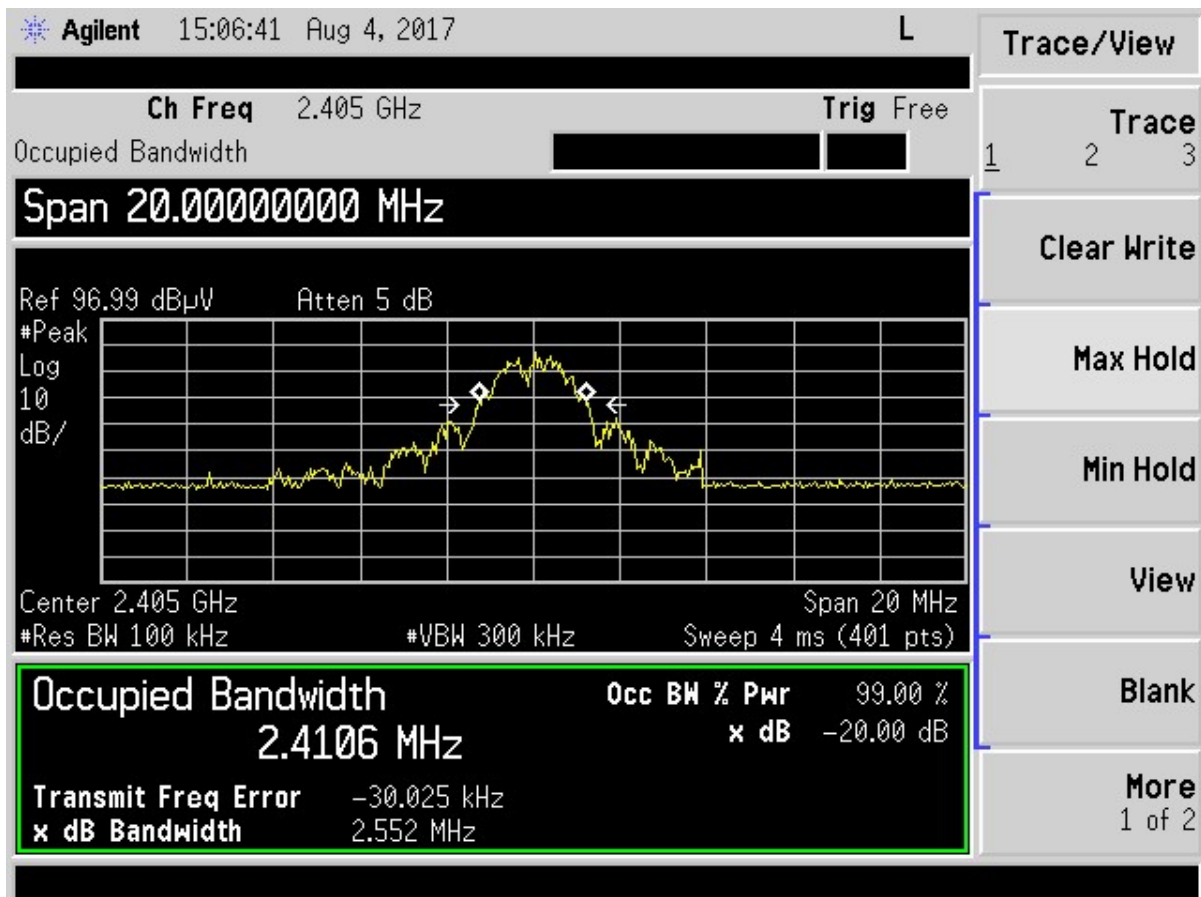 Agilent 15:06:41 Aug 4, 2017 L
Trace/View
Ch Freq 2.405 GHz Trig Free
Occupied Bandwidth
Trace
1 2 3
Span 20.00000000 MHz
Clear Write
Ref 96.99 dBµV Atten 5 dB
#Peak
Log
10
dB/
Max Hold
Min Hold
View
Center 2.405 GHz Span 20 MHz
#Res BW 100 kHz #VBW 300 kHz Sweep 4 ms (401 pts)
Occupied Bandwidth Occ BW % Pwr 99.00 %
2.4106 MHz x dB -20.00 dB
Blank
Transmit Freq Error -30.025 kHz
x dB Bandwidth 2.552 MHz
More
1 of 2